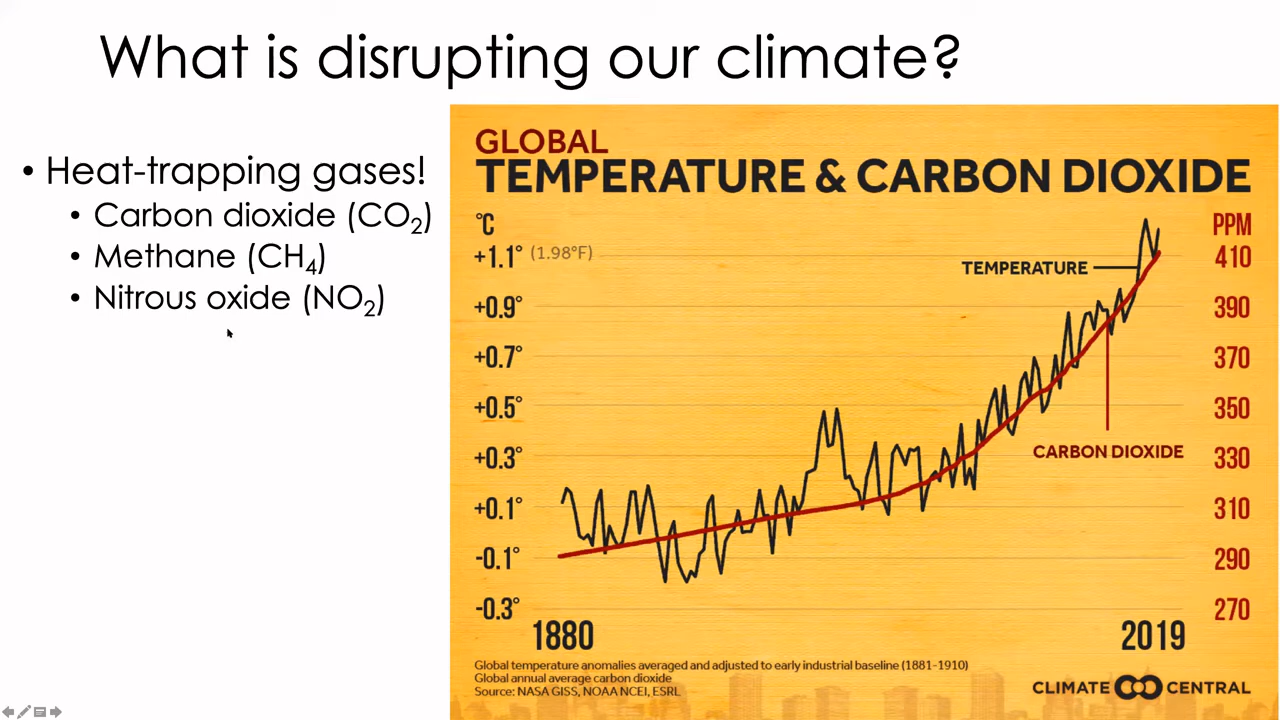 What is disrupting our climate?
• Heat-trapping gases!
• Carbon dioxide (CO₂)
• Methane (CH₄)
• Nitrous oxide (NO₂)
GLOBAL
TEMPERATURE & CARBON DIOXIDE
°C
PPM
+1.1° (1.98°F)
410
TEMPERATURE
+0.9°
390
+0.7°
370
+0.5°
350
CARBON DIOXIDE
+0.3°
330
+0.1°
310
-0.1°
290
-0.3°
270
1880
2019
Global temperature anomalies averaged and adjusted to early industrial baseline (1881-1910)
Global annual average carbon dioxide
Source: NASA GISS, NOAA NCEI, ESRL
CLIMATE CENTRAL